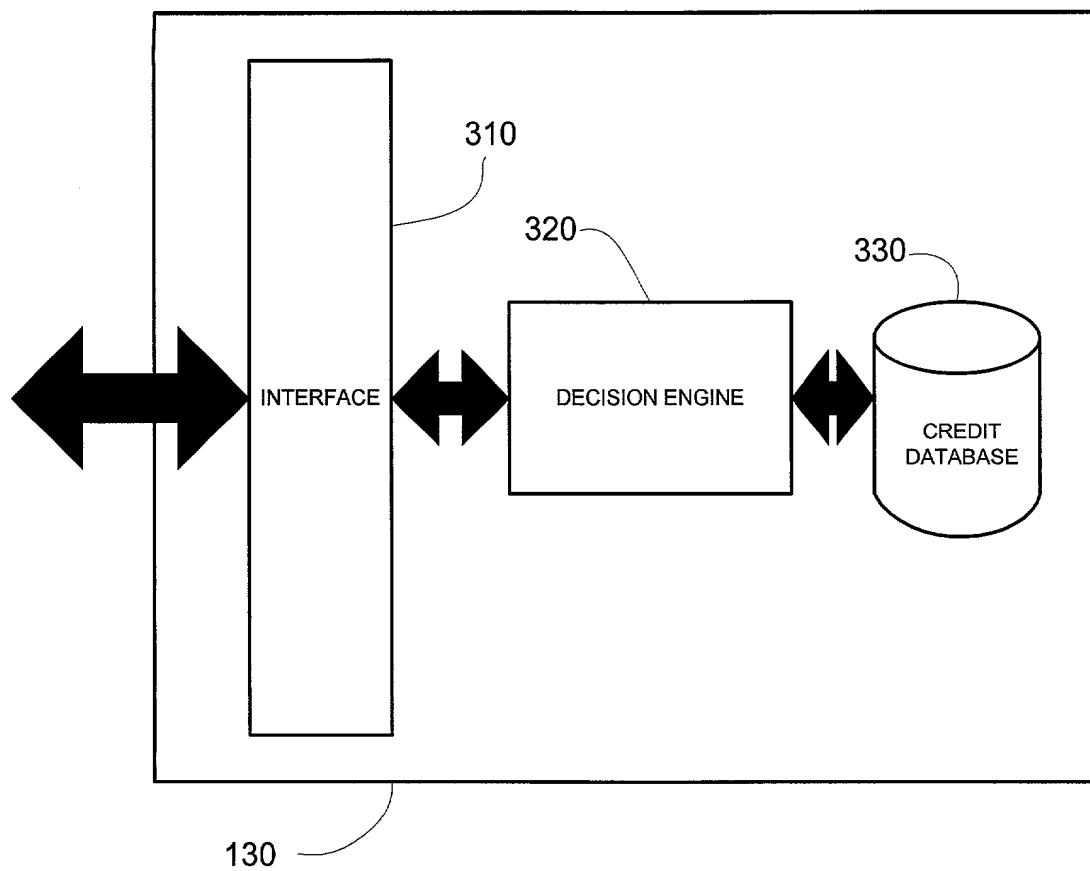 310
320
330
INTERFACE
DECISION ENGINE
CREDIT
DATABASE
130